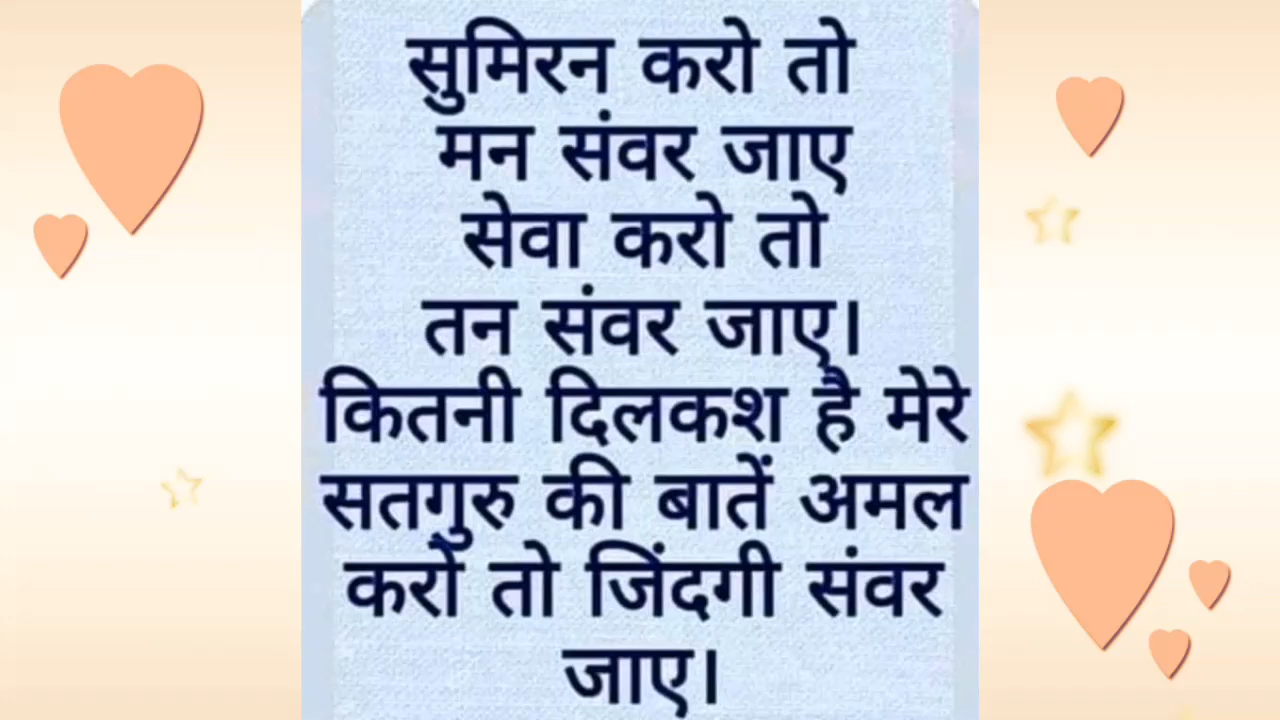 सुमिरन करो तो
मन संवर जाए
सेवा करो तो
तन संवर जाए।
कितनी दिलकश है मेरे
सतगुरु की बातें अमल
करो तो जिंदगी संवर
जाए।